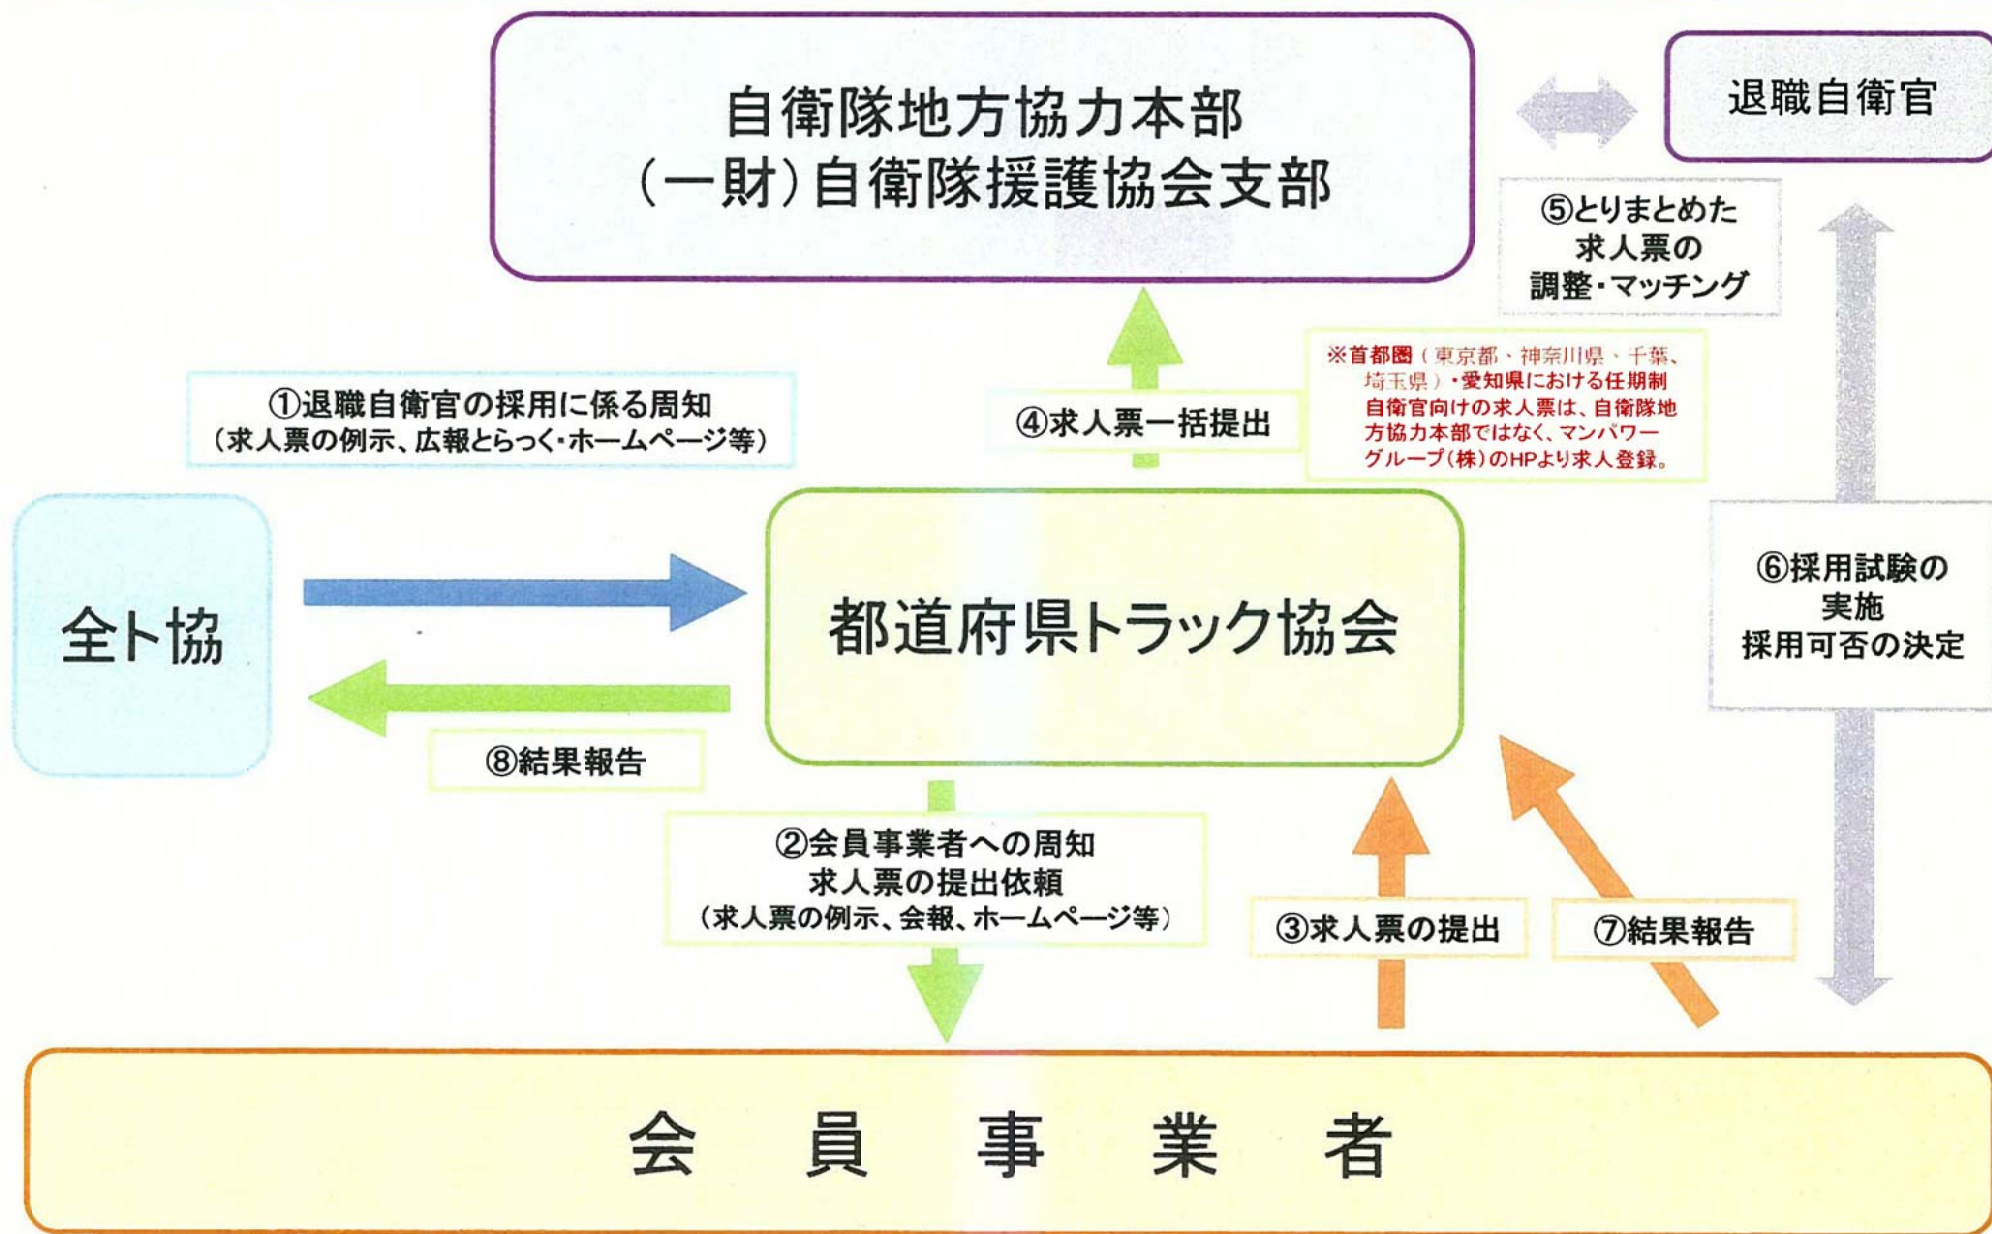 自衛隊地方協力本部
(一財)自衛隊援護協会支部
退職自衛官
⑤とりまとめた
求人票の
調整・マッチング
①退職自衛官の採用に係る周知
(求人票の例示、広報とらっく・ホームページ等)
④求人票一括提出
※首都圏(東京都・神奈川県・千葉、
埼玉県)・愛知県における任期制
自衛官向けの求人票は、自衛隊地
方協力本部ではなく、マンパワー
グループ(株)のHPより求人登録。
全ト協
都道府県トラック協会
⑥採用試験の
実施
採用可否の決定
⑧結果報告
②会員事業者への周知
求人票の提出依頼
(求人票の例示、会報、ホームページ等)
③求人票の提出
⑦結果報告
会員事業者